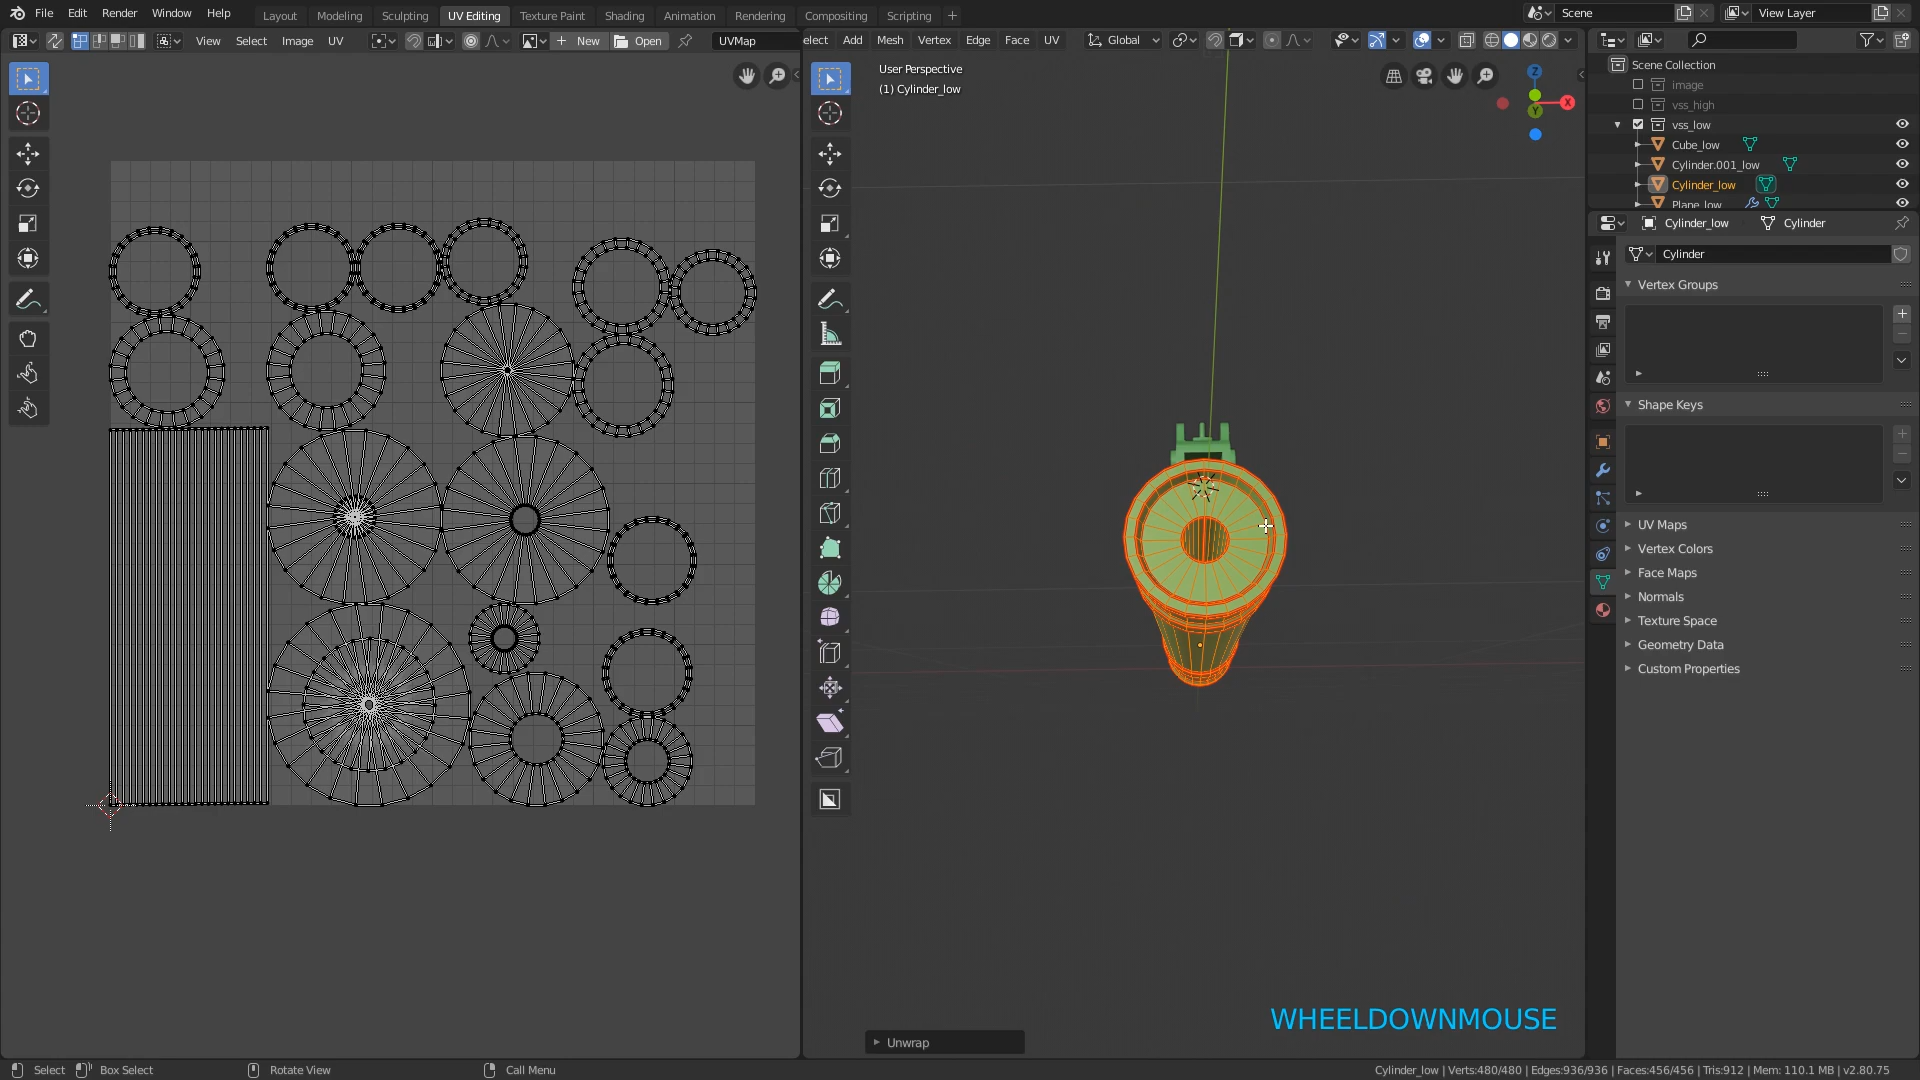 File Edit Render Window Help Layout Modeling Sculpting UV Editing Texture Paint Shading Animation Rendering Compositing Scripting + Scene View Layer
View Select Image UV New Open UVMap elect Add Mesh Vertex Edge Face UV Global
User Perspective
(1) Cylinder_low
Z
X
Y
Scene Collection
image
vss_high
vss_low
Cube_low
Cylinder.001_low
Cylinder_low
Plane_low
Cylinder_low Cylinder
Cylinder
Vertex Groups
Shape Keys
UV Maps
Vertex Colors
Face Maps
Normals
Texture Space
Geometry Data
Custom Properties
WHEELDOWNMOUSE
Unwrap
Select Box Select Rotate View Call Menu Cylinder_low | Verts:480/480 | Edges:936/936 | Faces:456/456 | Tris:912 | Mem: 110.1 MB | v2.80.75